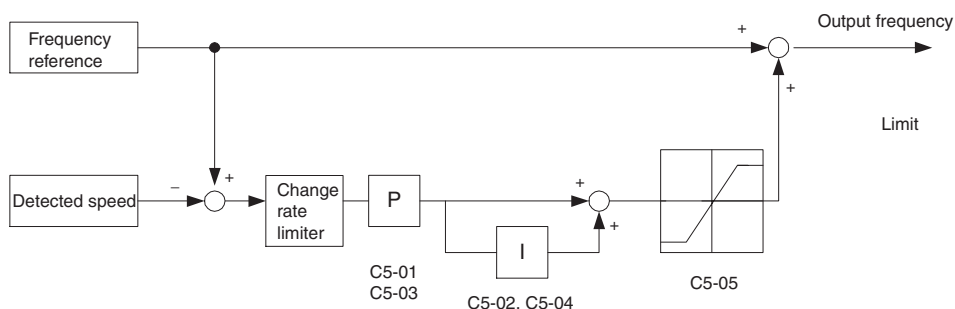 Frequency
reference
+
Output frequency
+
Limit
Detected speed
−
+
Change
rate
limiter
P
+
+
I
C5-01
C5-03
C5-02, C5-04
C5-05